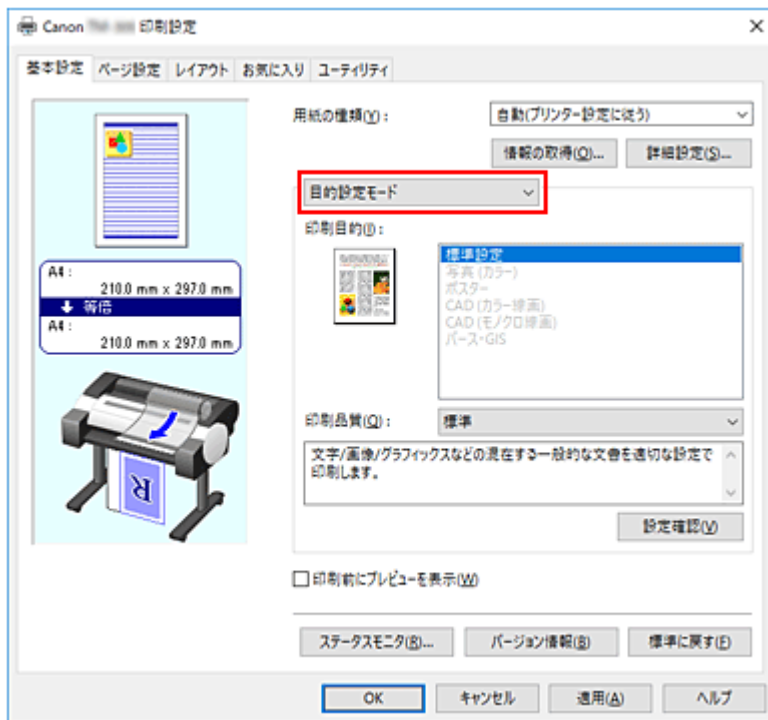 Canon 印刷設定
基本設定 ページ設定 レイアウト お気に入り ユーティリティ
用紙の種類(Y)：
自動(プリンター設定に従う)
情報の取得(O)... 詳細設定(S)...
目的設定モード
印刷目的(I)：
標準設定
写真 (カラー)
ポスター
CAD (カラー線画)
CAD (モノクロ線画)
パース・GIS
A4 :
210.0 mm x 297.0 mm
等倍
A4 :
210.0 mm x 297.0 mm
R
印刷品質(Q)： 標準
文字/画像/グラフィックスなどの混在する一般的な文書を適切な設定で
印刷します。
設定確認(V)
印刷前にプレビューを表示(W)
ステータスモニタ(R)... バージョン情報(B) 標準に戻す(F)
OK キャンセル 適用(A) ヘルプ